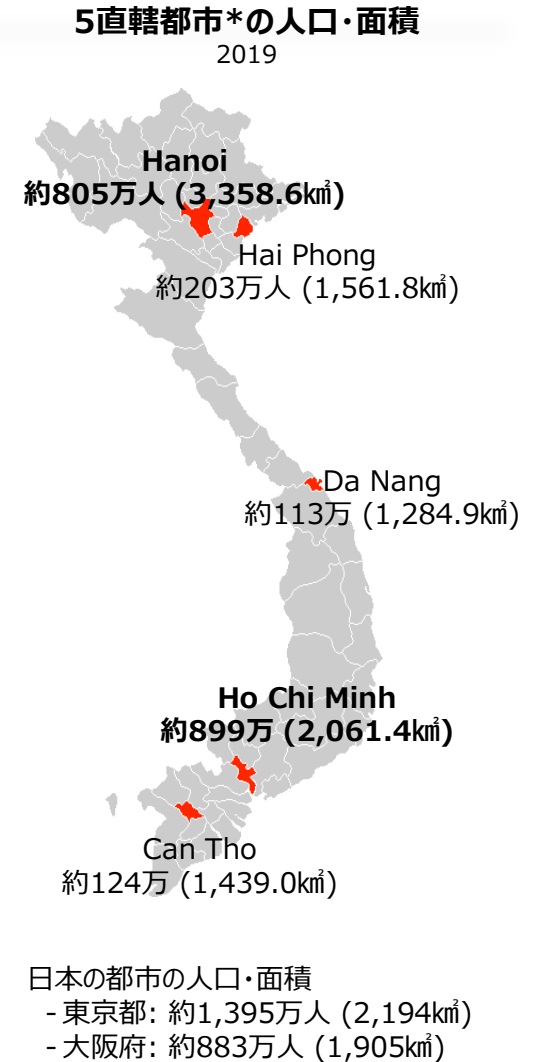 5直轄都市*の人口･面積
2019
Hanoi
約805万人 (3,358.6㎢)
Hai Phong
約203万人 (1,561.8㎢)
Da Nang
約113万 (1,284.9㎢)
Ho Chi Minh
約899万 (2,061.4㎢)
Can Tho
約124万 (1,439.0㎢)
日本の都市の人口･面積
- 東京都: 約1,395万人 (2,194㎢)
- 大阪府: 約883万人 (1,905㎢)